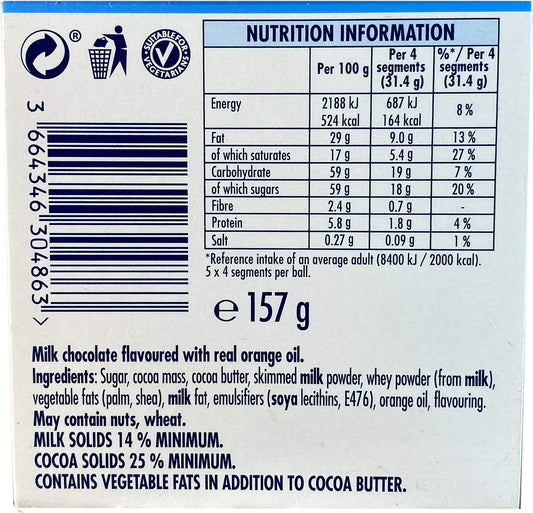 ®
SUITABLE FOR
VEGETARIANS
3 664346 304863 >
NUTRITION INFORMATION
Per 100 g Per 4 segments (31.4 g) %*/ Per 4 segments (31.4 g)
Energy 2188 kJ 687 kJ 8 %
524 kcal 164 kcal
Fat 29 g 9.0 g 13 %
of which saturates 17 g 5.4 g 27 %
Carbohydrate 59 g 19 g 7 %
of which sugars 59 g 18 g 20 %
Fibre 2.4 g 0.7 g -
Protein 5.8 g 1.8 g 4 %
Salt 0.27 g 0.09 g 1 %
*Reference intake of an average adult (8400 kJ / 2000 kcal).
5 x 4 segments per ball.
℮ 157 g
Milk chocolate flavoured with real orange oil.
Ingredients: Sugar, cocoa mass, cocoa butter, skimmed milk powder, whey powder (from milk),
vegetable fats (palm, shea), milk fat, emulsifiers (soya lecithins, E476), orange oil, flavouring.
May contain nuts, wheat.
MILK SOLIDS 14 % MINIMUM.
COCOA SOLIDS 25 % MINIMUM.
CONTAINS VEGETABLE FATS IN ADDITION TO COCOA BUTTER.